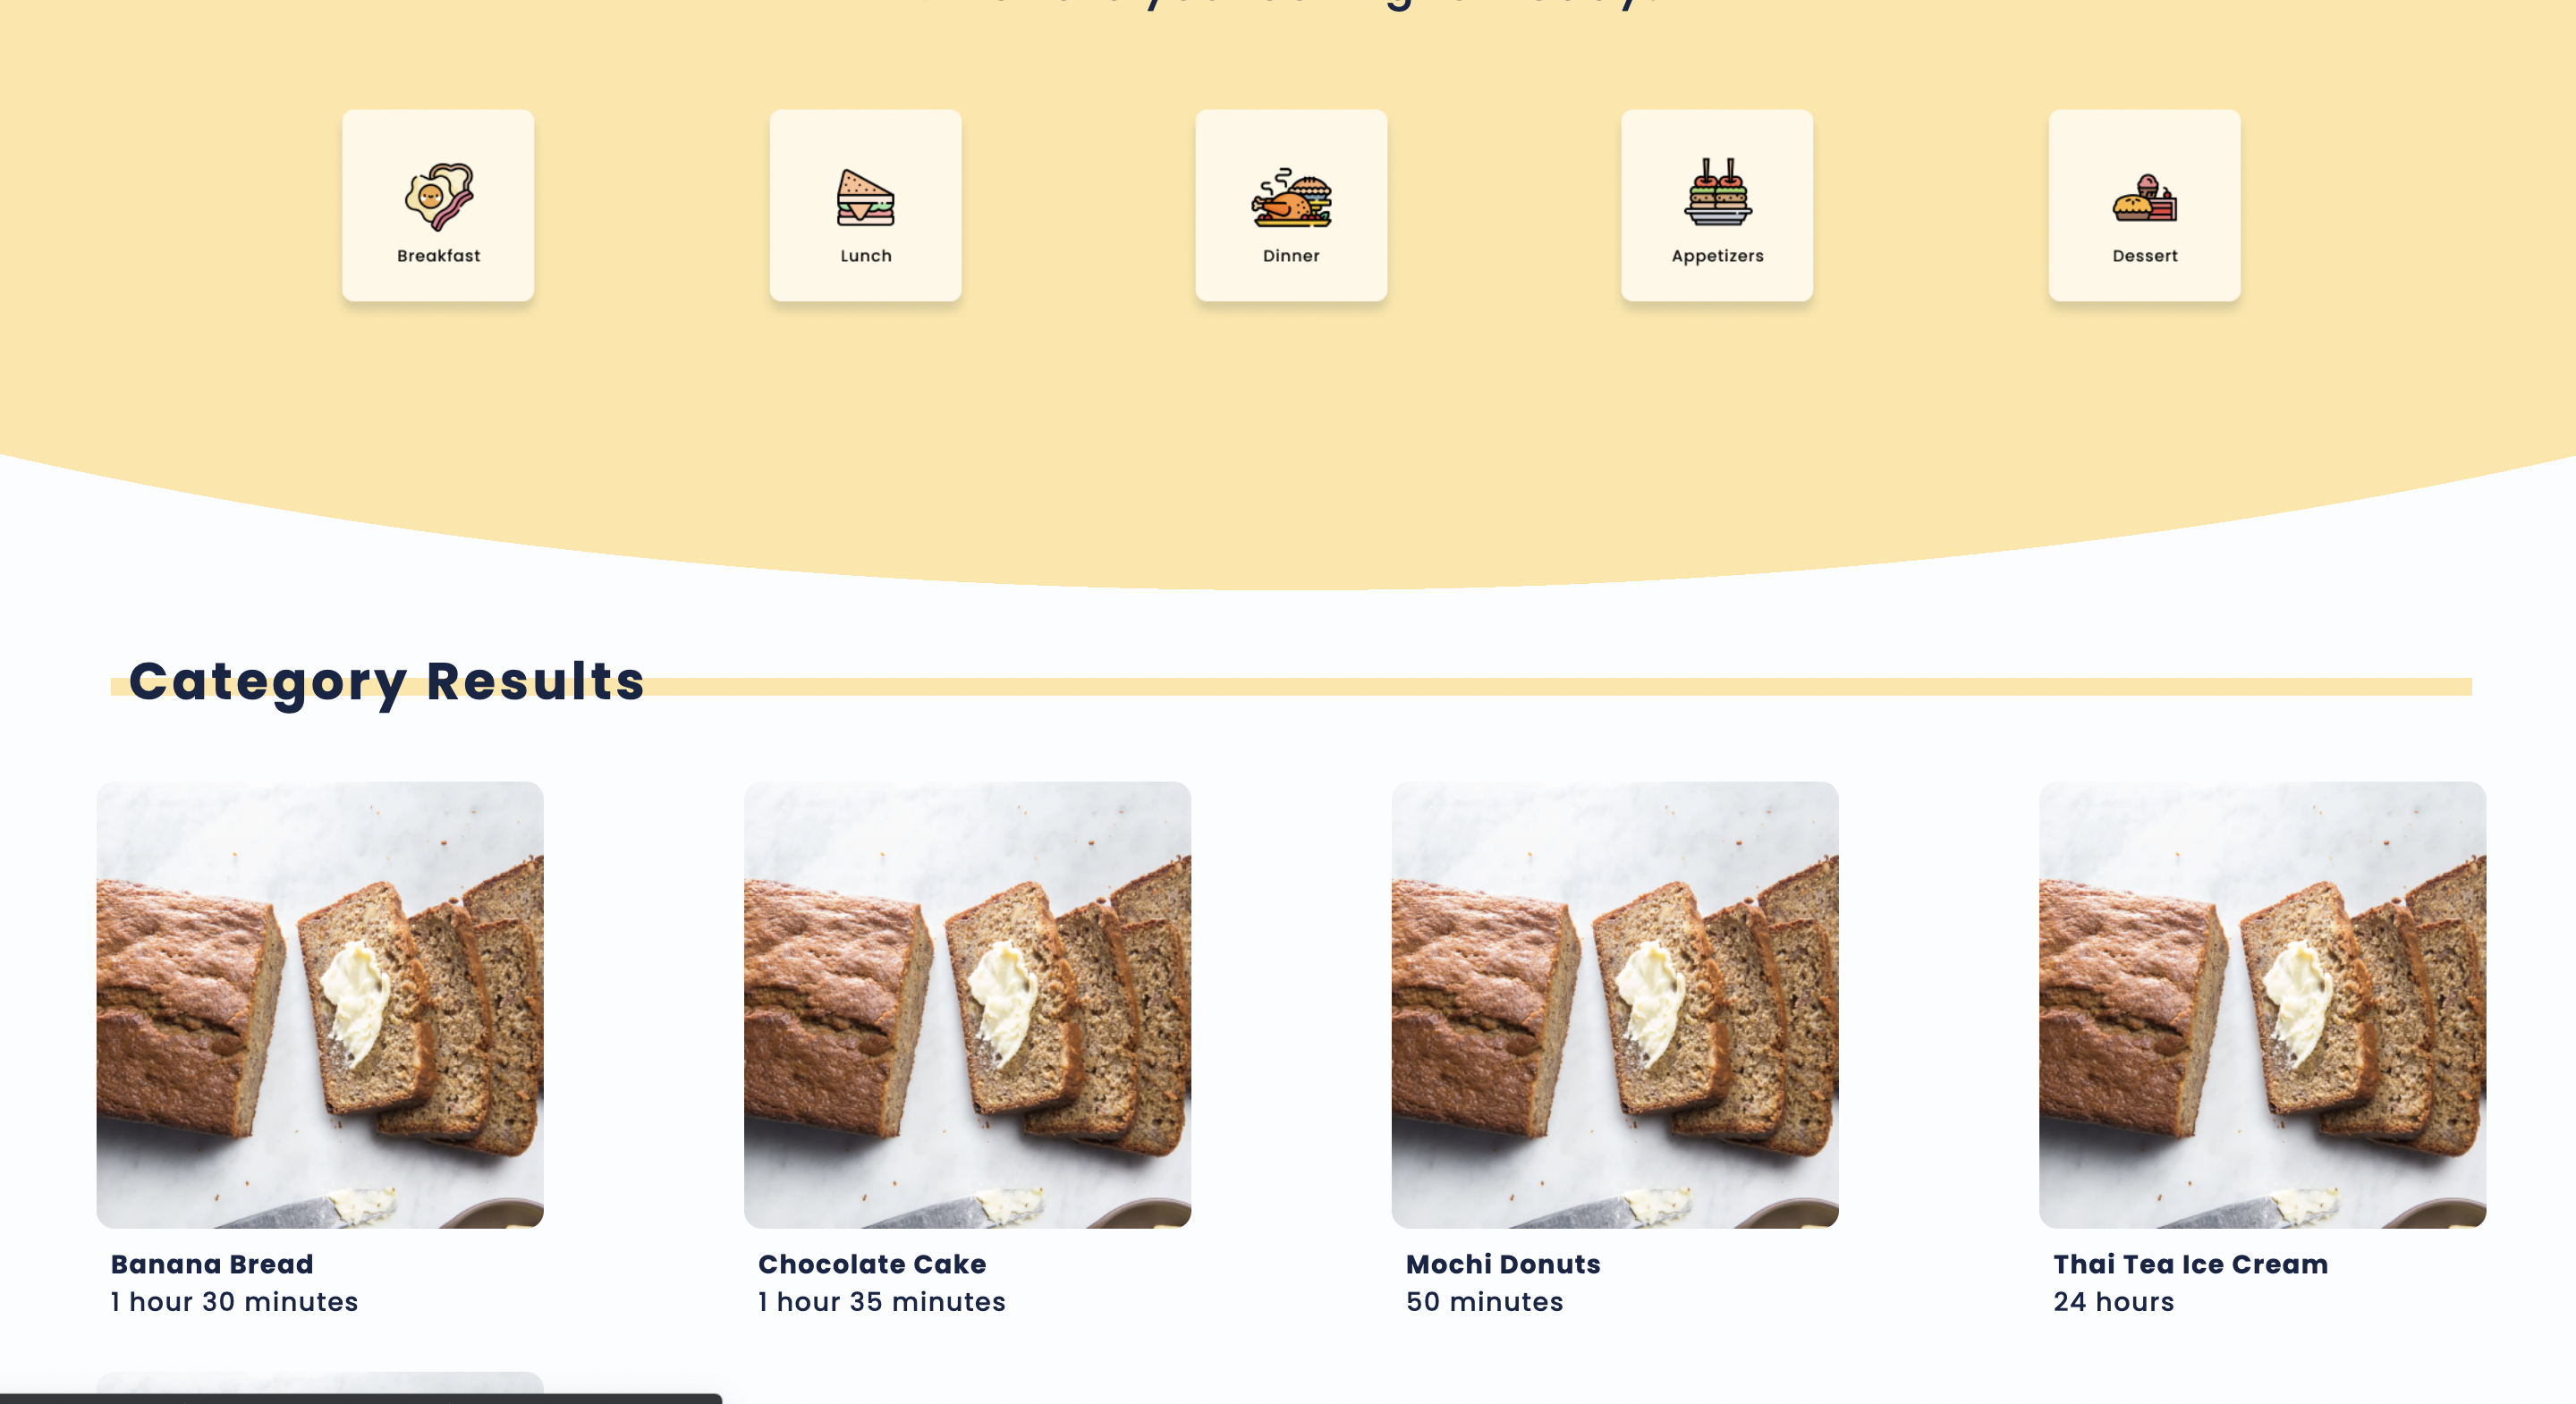 Breakfast
Lunch
Dinner
Appetizers
Dessert
Category Results
Banana Bread
1 hour 30 minutes
Chocolate Cake
1 hour 35 minutes
Mochi Donuts
50 minutes
Thai Tea Ice Cream
24 hours